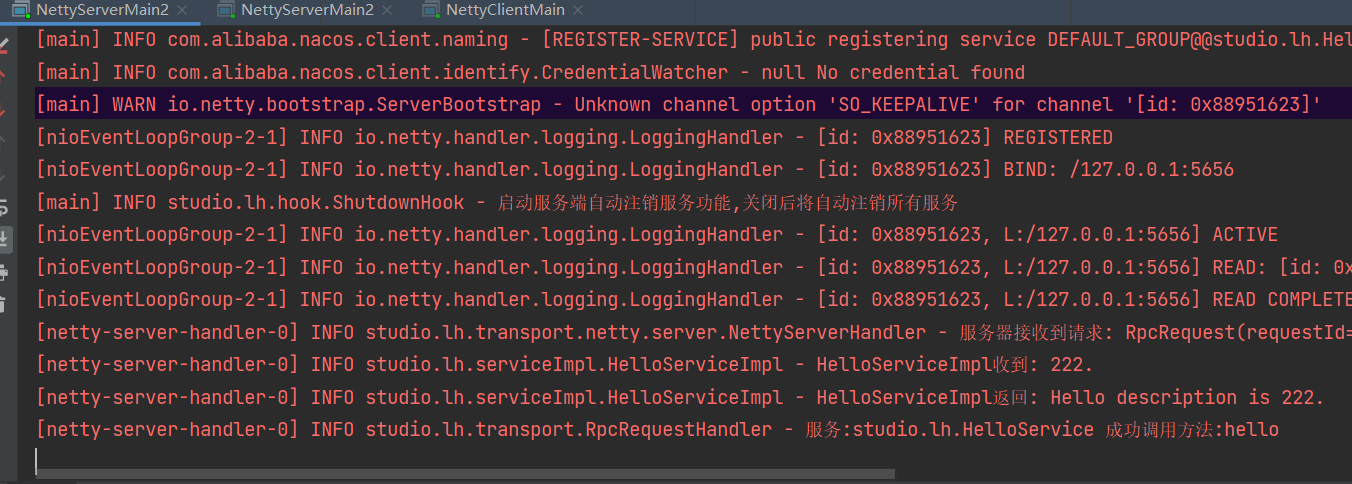 NettyServerMain2 NettyServerMain2 NettyClientMain
[main] INFO com.alibaba.nacos.client.naming - [REGISTER-SERVICE] public registering service DEFAULT_GROUP@@studio.lh.Hel
[main] INFO com.alibaba.nacos.client.identify.CredentialWatcher - null No credential found
[main] WARN io.netty.bootstrap.ServerBootstrap - Unknown channel option 'SO_KEEPALIVE' for channel '[id: 0x88951623]'
[nioEventLoopGroup-2-1] INFO io.netty.handler.logging.LoggingHandler - [id: 0x88951623] REGISTERED
[nioEventLoopGroup-2-1] INFO io.netty.handler.logging.LoggingHandler - [id: 0x88951623] BIND: /127.0.0.1:5656
[main] INFO studio.lh.hook.ShutdownHook - 启动服务端自动注销服务功能,关闭后将自动注销所有服务
[nioEventLoopGroup-2-1] INFO io.netty.handler.logging.LoggingHandler - [id: 0x88951623, L:/127.0.0.1:5656] ACTIVE
[nioEventLoopGroup-2-1] INFO io.netty.handler.logging.LoggingHandler - [id: 0x88951623, L:/127.0.0.1:5656] READ: [id: 0x
[nioEventLoopGroup-2-1] INFO io.netty.handler.logging.LoggingHandler - [id: 0x88951623, L:/127.0.0.1:5656] READ COMPLETE
[netty-server-handler-0] INFO studio.lh.transport.netty.server.NettyServerHandler - 服务器接收到请求: RpcRequest(requestId=
[netty-server-handler-0] INFO studio.lh.serviceImpl.HelloServiceImpl - HelloServiceImpl收到: 222.
[netty-server-handler-0] INFO studio.lh.serviceImpl.HelloServiceImpl - HelloServiceImpl返回: Hello description is 222.
[netty-server-handler-0] INFO studio.lh.transport.RpcRequestHandler - 服务:studio.lh.HelloService 成功调用方法:hello